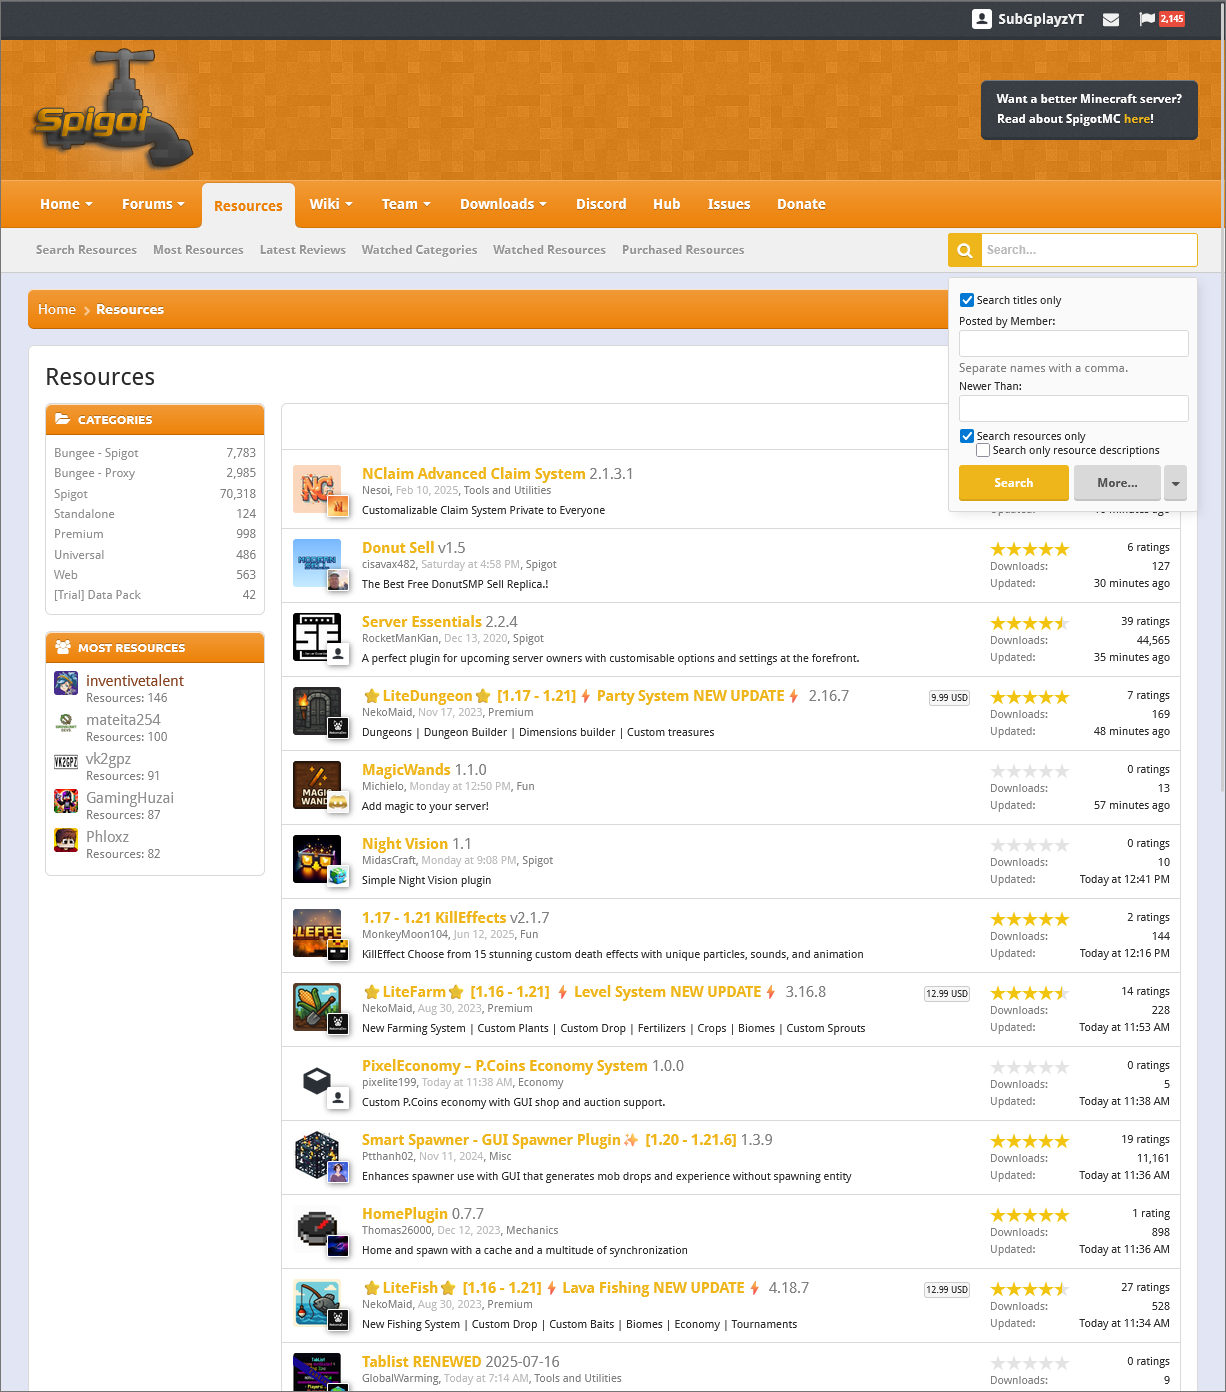 SubGplayzYT 2,145
Spigot
Want a better Minecraft server?
Read about SpigotMC here!
Home Forums Resources Wiki Team Downloads Discord Hub Issues Donate
Search Resources Most Resources Latest Reviews Watched Categories Watched Resources Purchased Resources Search...
Home Resources
Search titles only
Posted by Member:
Separate names with a comma.
Newer Than:
Search resources only
Search only resource descriptions
Search More...
Resources
CATEGORIES
Bungee - Spigot 7,783
Bungee - Proxy 2,985
Spigot 70,318
Standalone 124
Premium 998
Universal 486
Web 563
[Trial] Data Pack 42
MOST RESOURCES
inventivetalent
Resources: 146
mateita254
Resources: 100
VK2GPZ vk2gpz
Resources: 91
GamingHuzai
Resources: 87
Phloxz
Resources: 82
NC NClaim Advanced Claim System 2.1.3.1
Nesoi, Feb 10, 2025, Tools and Utilities
Customalizable Claim System Private to Everyone
Donut Sell v1.5 6 ratings
cisavax482, Saturday at 4:58 PM, Spigot Downloads: 127
The Best Free DonutSMP Sell Replica.! Updated: 30 minutes ago
SE Server Essentials 2.2.4 39 ratings
RocketManKian, Dec 13, 2020, Spigot Downloads: 44,565
A perfect plugin for upcoming server owners with customisable options and settings at the forefront. Updated: 35 minutes ago
⭐LiteDungeon⭐ [1.17 - 1.21]⚡Party System NEW UPDATE⚡ 2.16.7 9.99 USD 7 ratings
NekoMaid, Nov 17, 2023, Premium Downloads: 169
Dungeons | Dungeon Builder | Dimensions builder | Custom treasures Updated: 48 minutes ago
MagicWands 1.1.0 0 ratings
Michielo, Monday at 12:50 PM, Fun Downloads: 13
MAGIC WAND Add magic to your server! Updated: 57 minutes ago
Night Vision 1.1 0 ratings
MidasCraft, Monday at 9:08 PM, Spigot Downloads: 10
Simple Night Vision plugin Updated: Today at 12:41 PM
1.17 - 1.21 KillEffects v2.1.7 2 ratings
LLEFFE MonkeyMoon104, Jun 12, 2025, Fun Downloads: 144
KillEffect Choose from 15 stunning custom death effects with unique particles, sounds, and animation Updated: Today at 12:16 PM
⭐LiteFarm⭐ [1.16 - 1.21] ⚡ Level System NEW UPDATE⚡ 3.16.8 12.99 USD 14 ratings
NekoMaid, Aug 30, 2023, Premium Downloads: 228
New Farming System | Custom Plants | Custom Drop | Fertilizers | Crops | Biomes | Custom Sprouts Updated: Today at 11:53 AM
PixelEconomy – P.Coins Economy System 1.0.0 0 ratings
pixelite199, Today at 11:38 AM, Economy Downloads: 5
Custom P.Coins economy with GUI shop and auction support. Updated: Today at 11:38 AM
Smart Spawner - GUI Spawner Plugin✨ [1.20 - 1.21.6] 1.3.9 19 ratings
Ptthanh02, Nov 11, 2024, Misc Downloads: 11,161
Enhances spawner use with GUI that generates mob drops and experience without spawning entity Updated: Today at 11:36 AM
HomePlugin 0.7.7 1 rating
Thomas26000, Dec 12, 2023, Mechanics Downloads: 898
Home and spawn with a cache and a multitude of synchronization Updated: Today at 11:36 AM
⭐LiteFish⭐ [1.16 - 1.21]⚡Lava Fishing NEW UPDATE⚡ 4.18.7 12.99 USD 27 ratings
NekoMaid, Aug 30, 2023, Premium Downloads: 528
New Fishing System | Custom Drop | Custom Baits | Biomes | Economy | Tournaments Updated: Today at 11:34 AM
Tablist RENEWED 2025-07-16 0 ratings
GlobalWarming, Today at 7:14 AM, Tools and Utilities Downloads: 9